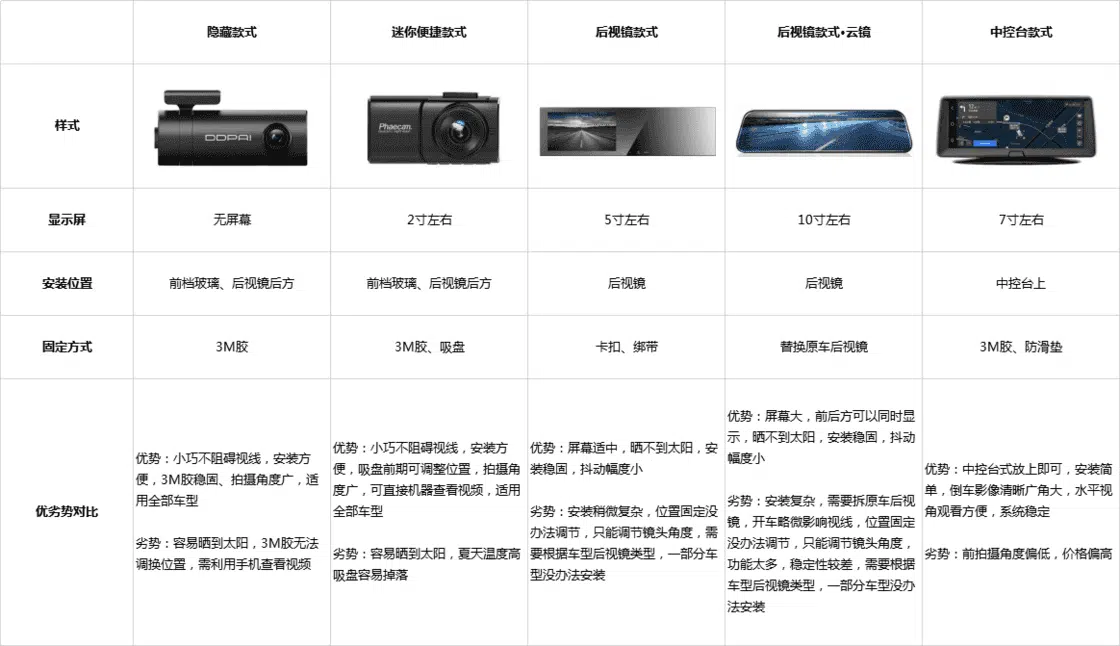 隐藏款式
迷你便捷款式
后视镜款式
后视镜款式•云镜
中控台款式
样式
DDPAI
Phaecan.
显示屏
无屏幕
2寸左右
5寸左右
10寸左右
7寸左右
安装位置
前档玻璃、后视镜后方
前档玻璃、后视镜后方
后视镜
后视镜
中控台上
固定方式
3M胶
3M胶、吸盘
卡扣、绑带
替换原车后视镜
3M胶、防滑垫
优劣势对比
优势：小巧不阻碍视线，安装方
便，3M胶稳固、拍摄角度广，适
用全部车型
劣势：容易晒到太阳，3M胶无法
调换位置，需利用手机查看视频
优势：小巧不阻碍视线，安装方
便，吸盘前期可调整位置，拍摄角
度广，可直接机器查看视频，适用
全部车型
劣势：容易晒到太阳，夏天温度高
吸盘容易掉落
优势：屏幕适中，晒不到太阳，安
装稳固，抖动幅度小
劣势：安装稍微复杂，位置固定没
办法调节，只能调节镜头角度，需
要根据车型后视镜类型，一部分车
型没办法安装
优势：屏幕大，前后方可以同时显
示，晒不到太阳，安装稳固，抖动
幅度小
劣势：安装复杂，需要拆原车后视
镜，开车略微影响视线，位置固定
没办法调节，只能调节镜头角度，
功能太多，稳定性较差，需要根据
车型后视镜类型，一部分车型没办
法安装
优势：中控台式放上即可，安装简
单，倒车影像清晰广角大，水平视
角观看方便，系统稳定
劣势：前拍摄角度偏低，价格偏高